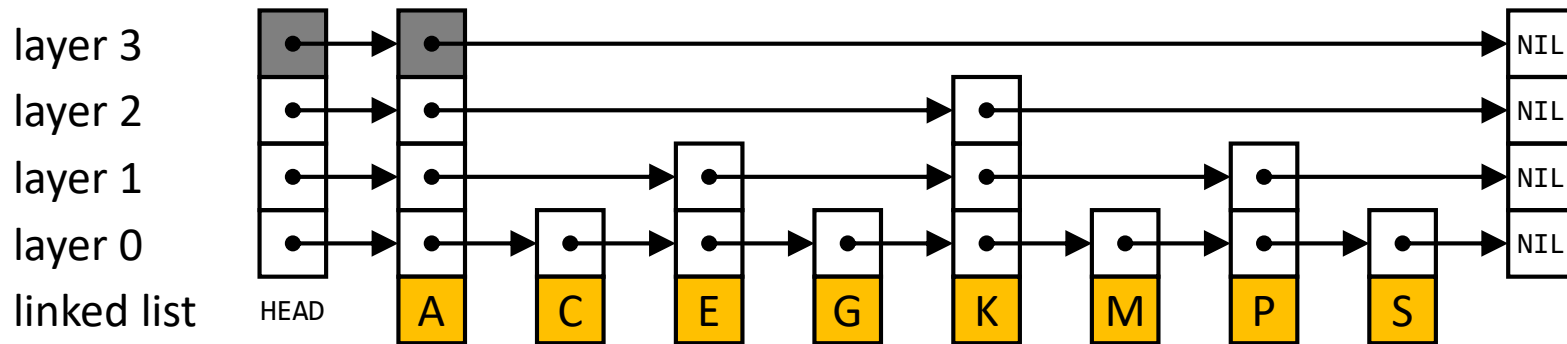 layer 3 NIL
layer 2 NIL
layer 1 NIL
layer 0 NIL
linked list HEAD A C E G K M P S